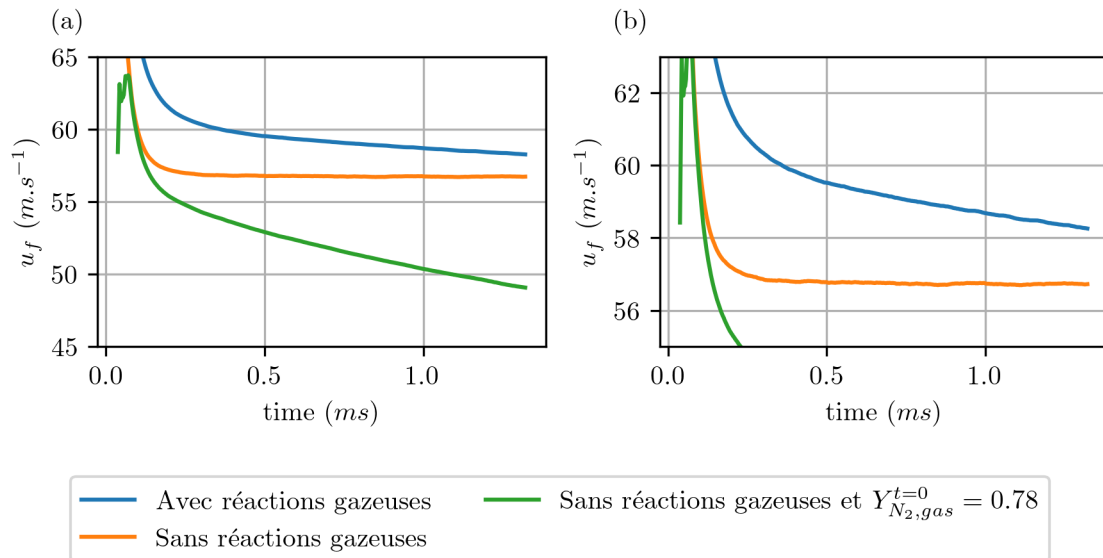 (a)
(b)
65
60
55
50
45
u_f (m.s⁻¹)
0.0 0.5 1.0
time (ms)
62
60
58
56
u_f (m.s⁻¹)
0.0 0.5 1.0
time (ms)
Avec réactions gazeuses
Sans réactions gazeuses
Sans réactions gazeuses et Y^{t=0}_{N_2,gas} = 0.78